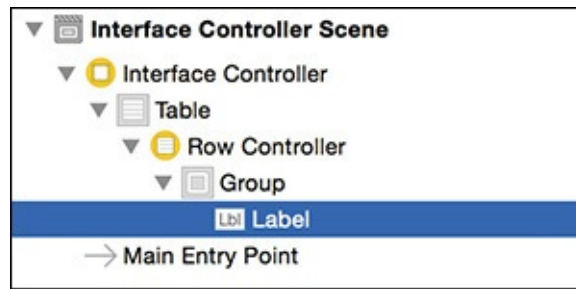 Interface Controller Scene
Interface Controller
Table
Row Controller
Group
Lbl Label
Main Entry Point